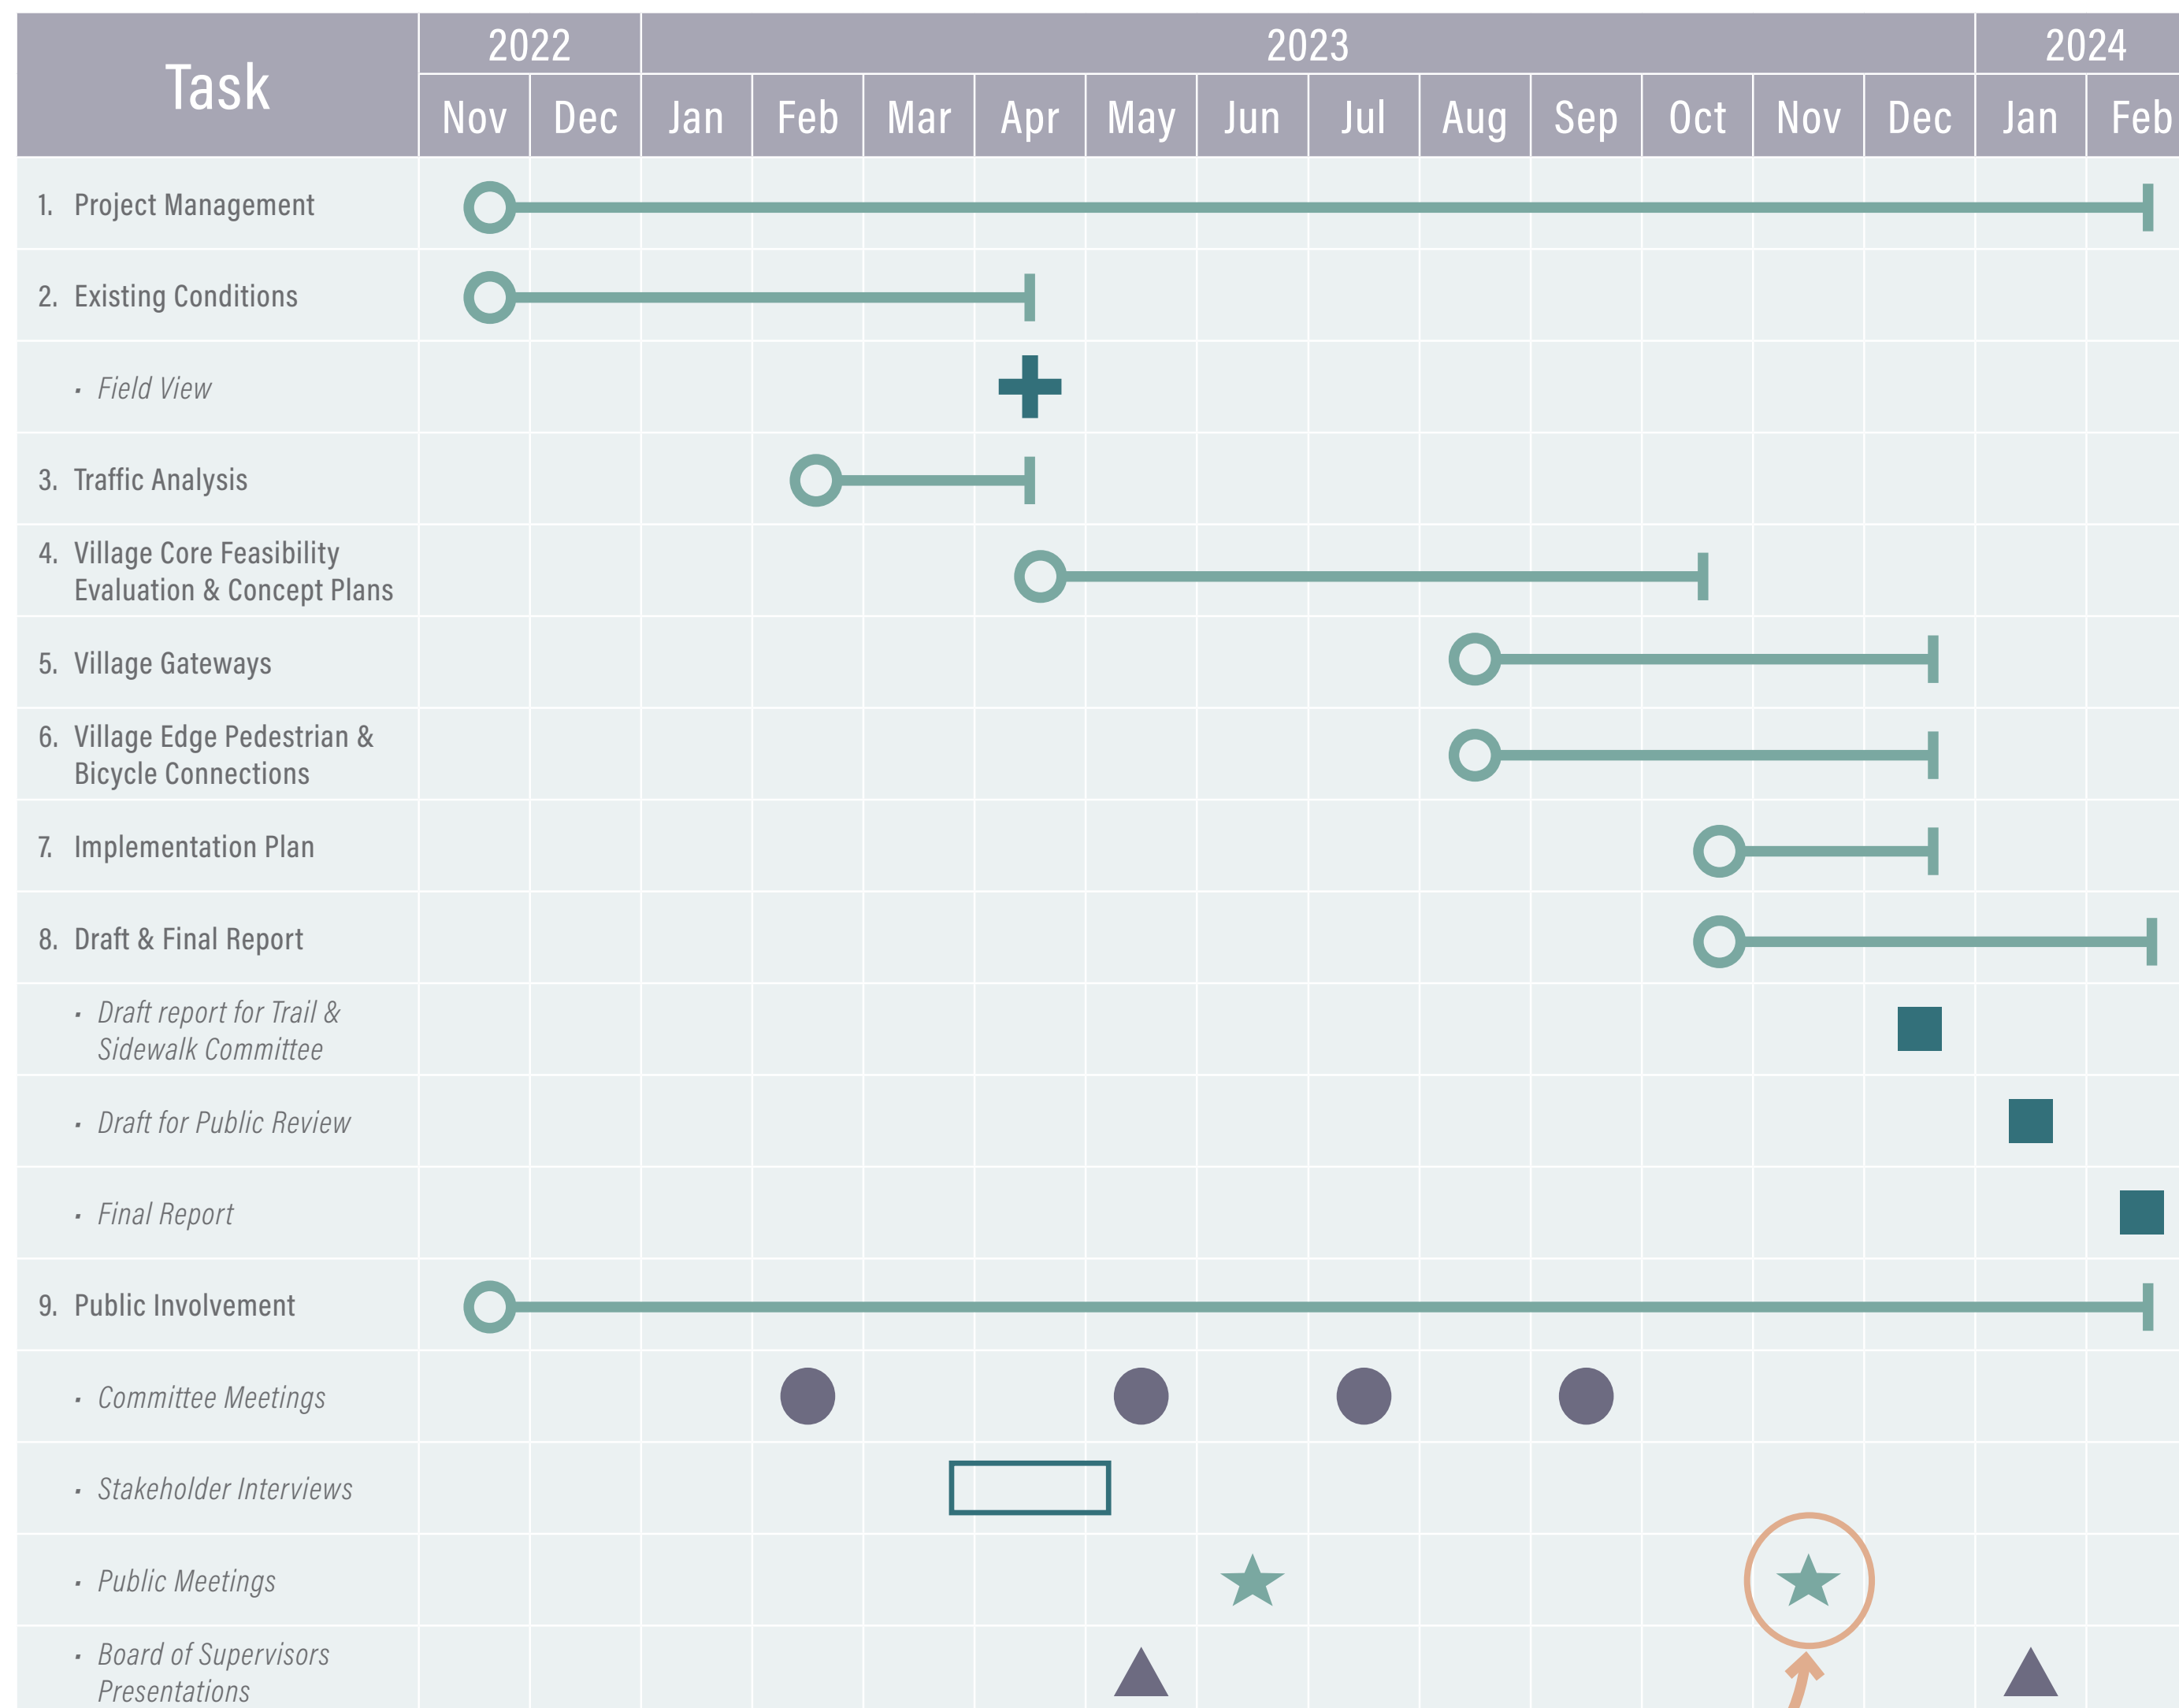 Task
2022 2023 2024
Nov Dec Jan Feb Mar Apr May Jun Jul Aug Sep Oct Nov Dec Jan Feb
1. Project Management
2. Existing Conditions
· Field View
3. Traffic Analysis
4. Village Core Feasibility
Evaluation & Concept Plans
5. Village Gateways
6. Village Edge Pedestrian &
Bicycle Connections
7. Implementation Plan
8. Draft & Final Report
· Draft report for Trail &
Sidewalk Committee
· Draft for Public Review
· Final Report
9. Public Involvement
· Committee Meetings
· Stakeholder Interviews
· Public Meetings
· Board of Supervisors
Presentations